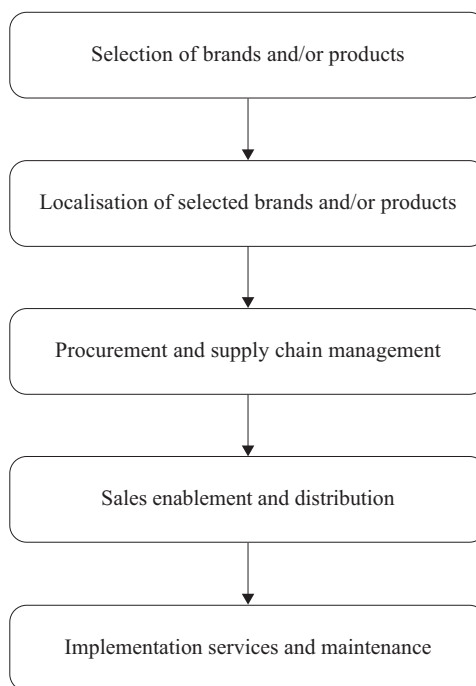 Selection of brands and/or products
Localisation of selected brands and/or products
Procurement and supply chain management
Sales enablement and distribution
Implementation services and maintenance